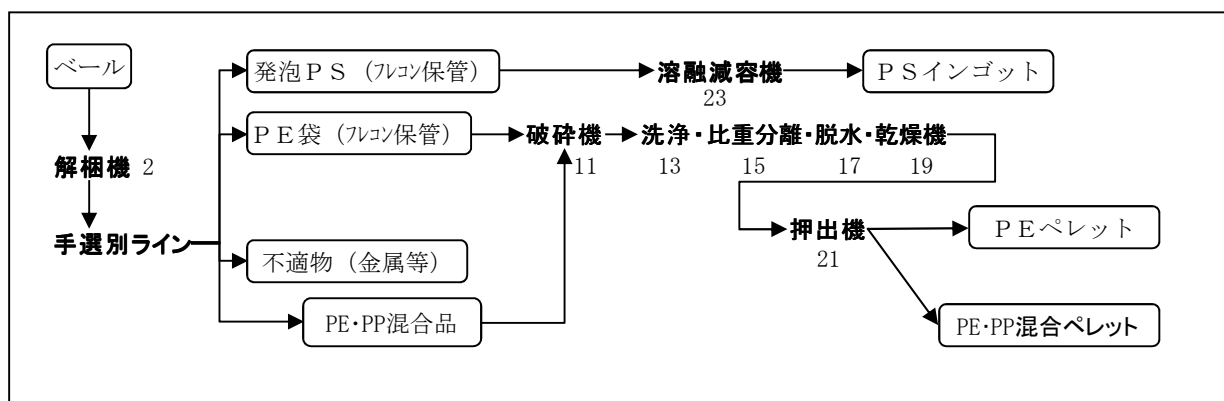 ベール
解梱機 2
手選別ライン
発泡ＰＳ（ﾌﾚｺﾝ保管）
溶融減容機
23
ＰＳインゴット
ＰＥ袋（ﾌﾚｺﾝ保管）
破砕機
11
洗浄・比重分離・脱水・乾燥機
13 15 17 19
不適物（金属等）
押出機
21
ＰＥペレット
PE・PP混合品
PE・PP混合ペレット